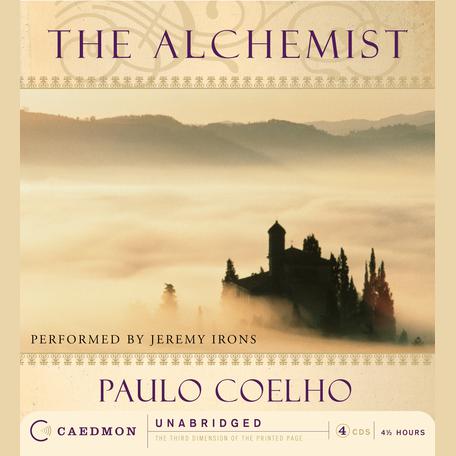 THE ALCHEMIST
PERFORMED BY JEREMY IRONS
PAULO COELHO
CAEDMON
UNABRIDGED
THE THIRD DIMENSION OF THE PRINTED PAGE
4 CDS
4½ HOURS